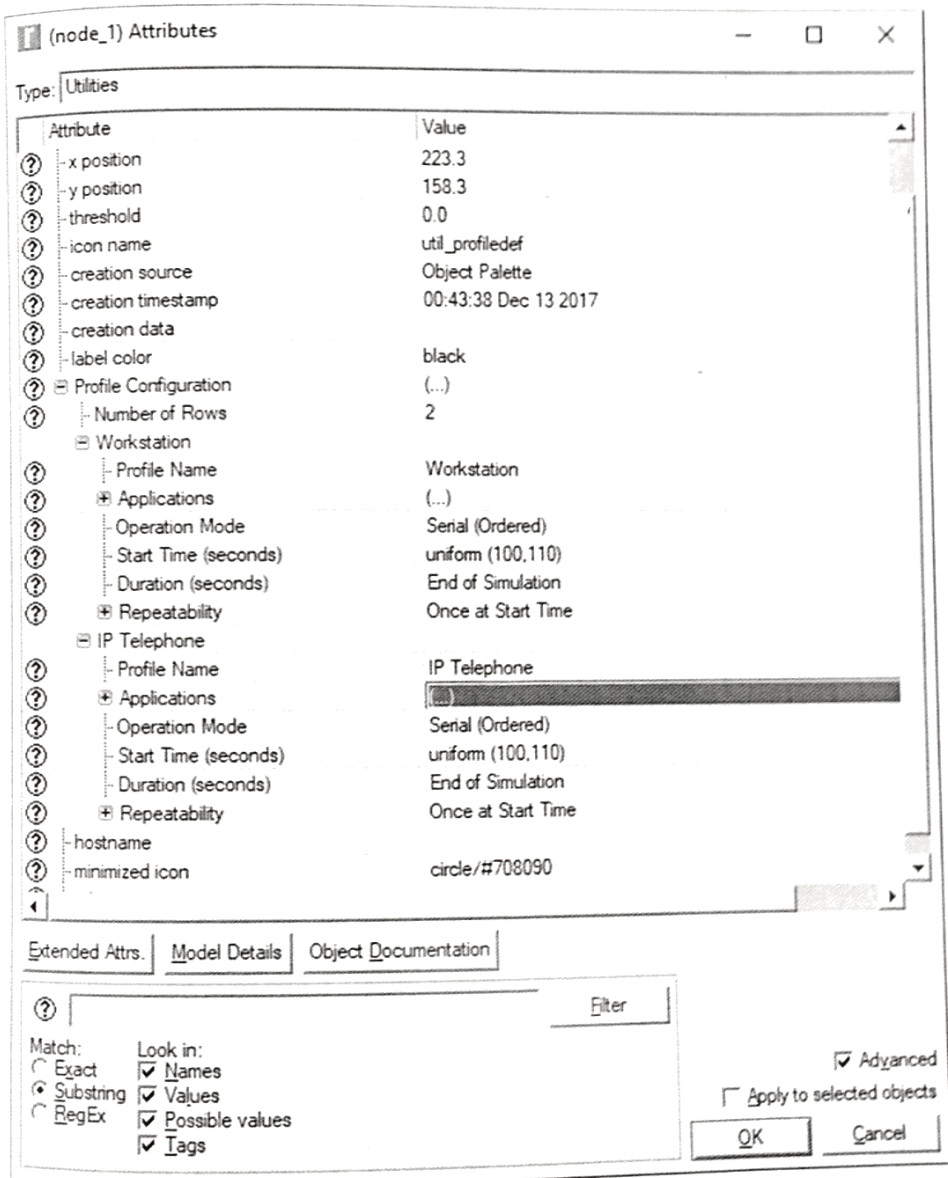 (node_1) Attributes
Type: Utilities
Attribute Value
x position 223.3
y position 158.3
threshold 0.0
icon name util_profiledef
creation source Object Palette
creation timestamp 00:43:38 Dec 13 2017
creation data
label color black
Profile Configuration (...)
Number of Rows 2
Workstation
Profile Name Workstation
Applications (...)
Operation Mode Serial (Ordered)
Start Time (seconds) uniform (100,110)
Duration (seconds) End of Simulation
Repeatability Once at Start Time
IP Telephone
Profile Name IP Telephone
Applications (...)
Operation Mode Serial (Ordered)
Start Time (seconds) uniform (100,110)
Duration (seconds) End of Simulation
Repeatability Once at Start Time
hostname
minimized icon circle/#708090
Extended Attrs. Model Details Object Documentation
Filter
Match: Look in:
Exact Names
Substring Values
RegEx Possible values
Tags
Advanced
Apply to selected objects
OK Cancel